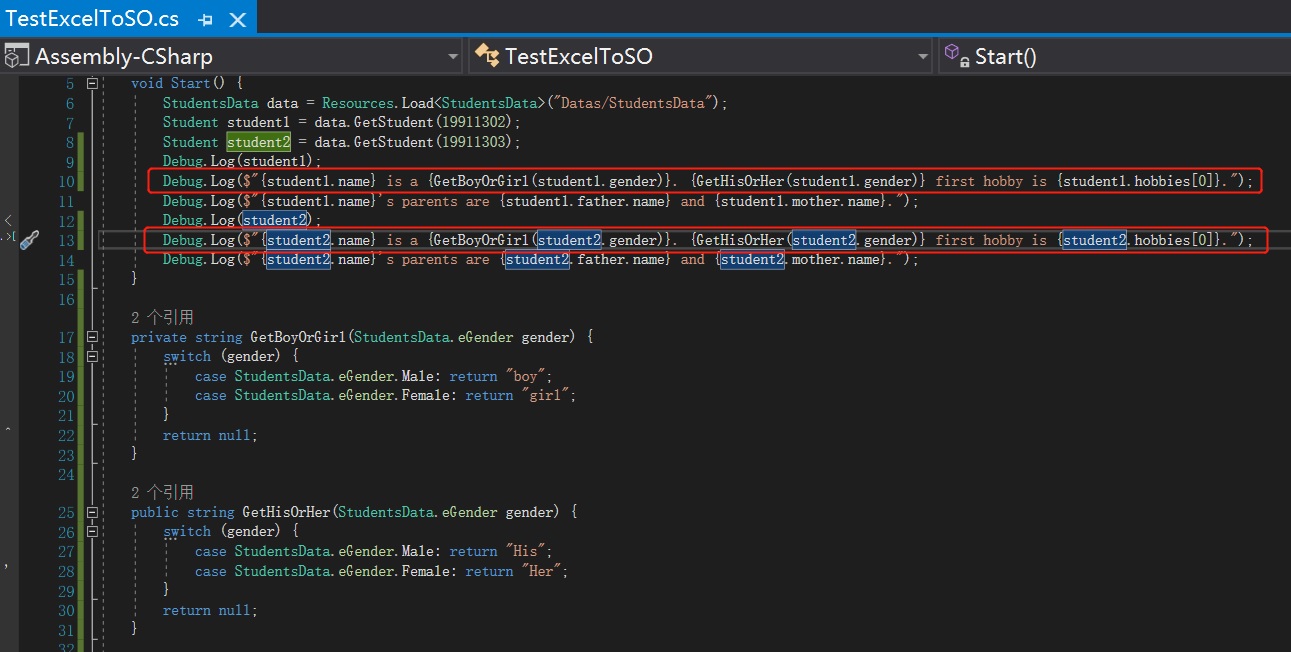 TestExcelToSO.cs
Assembly-CSharp TestExcelToSO Start()
5 void Start() {
6 StudentsData data = Resources.Load<StudentsData>("Datas/StudentsData");
7 Student student1 = data.GetStudent(19911302);
8 Student student2 = data.GetStudent(19911303);
9 Debug.Log(student1);
10 Debug.Log($"{student1.name} is a {GetBoyOrGirl(student1.gender)}. {GetHisOrHer(student1.gender)} first hobby is {student1.hobbies[0]}.");
11 Debug.Log($"{student1.name}'s parents are {student1.father.name} and {student1.mother.name}.");
12 Debug.Log(student2);
13 Debug.Log($"{student2.name} is a {GetBoyOrGirl(student2.gender)}. {GetHisOrHer(student2.gender)} first hobby is {student2.hobbies[0]}.");
14 Debug.Log($"{student2.name}'s parents are {student2.father.name} and {student2.mother.name}.");
15 }
16
2 个引用
17 private string GetBoyOrGirl(StudentsData.eGender gender) {
18 switch (gender) {
19 case StudentsData.eGender.Male: return "boy";
20 case StudentsData.eGender.Female: return "girl";
21 }
22 return null;
23 }
24
2 个引用
25 public string GetHisOrHer(StudentsData.eGender gender) {
26 switch (gender) {
27 case StudentsData.eGender.Male: return "His";
28 case StudentsData.eGender.Female: return "Her";
29 }
30 return null;
31 }
32